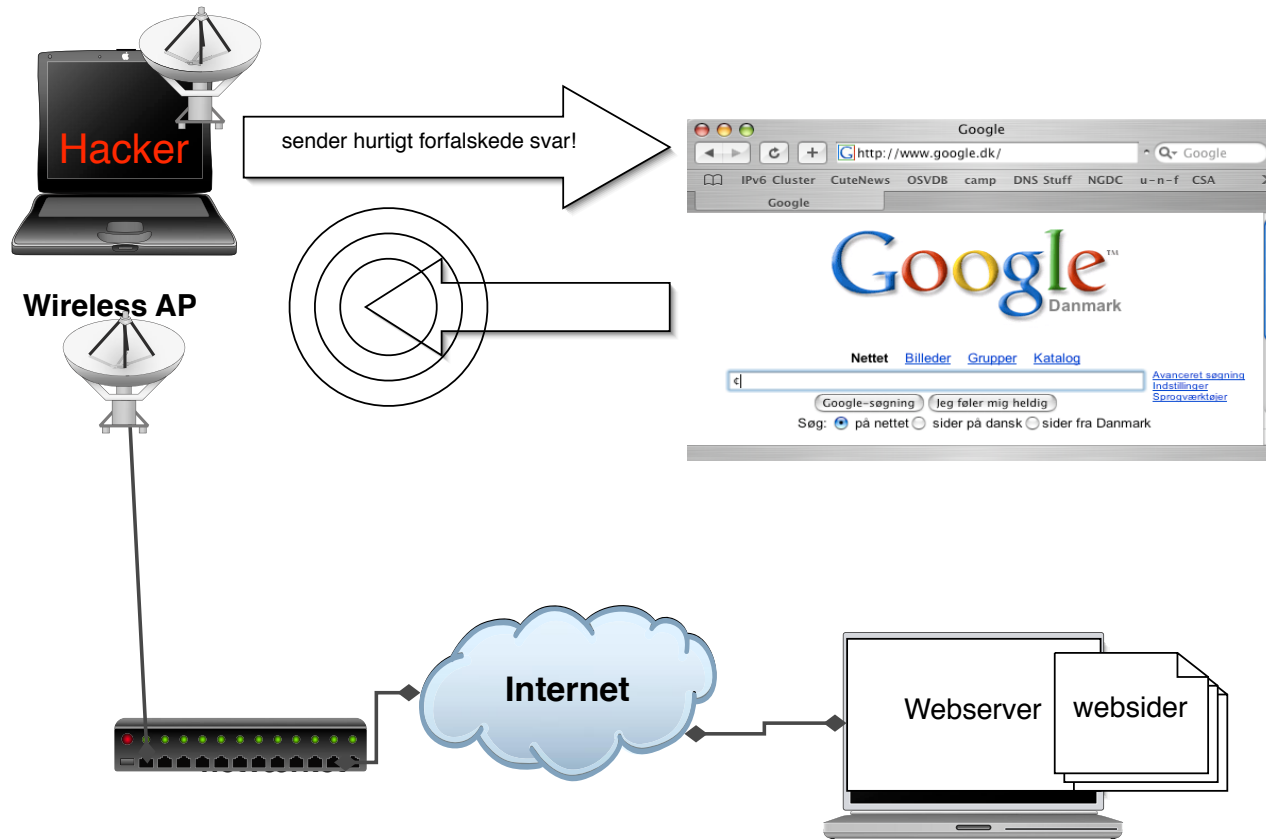 Hacker
sender hurtigt forfalskede svar!
Wireless AP
Google
http://www.google.dk/
Google
IPv6 Cluster CuteNews OSVDB camp DNS Stuff NGDC u-n-f CSA
Google
Google™
Danmark
Nettet Billeder Grupper Katalog
¢
Avanceret søgning
Indstillinger
Sprogværktøjer
Google-søgning Jeg føler mig heldig
Søg: på nettet sider på dansk sider fra Danmark
Internet
Webserver
websider